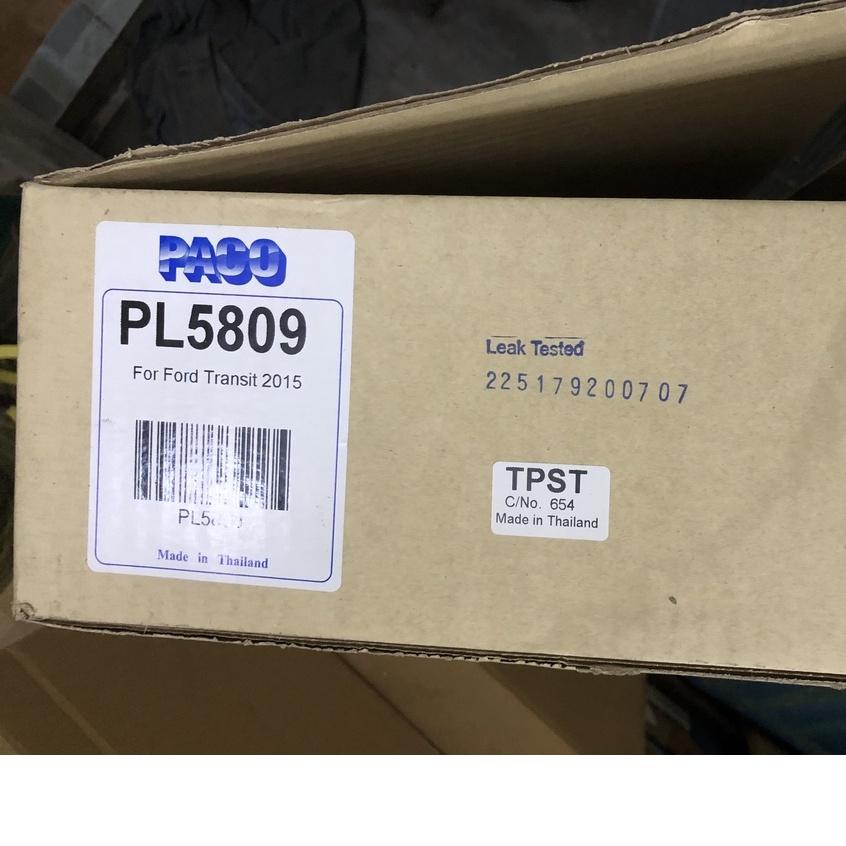 PACO
PL5809
For Ford Transit 2015
Made in Thailand
Leak Tested
225179200707
TPST
C/No. 654
Made in Thailand